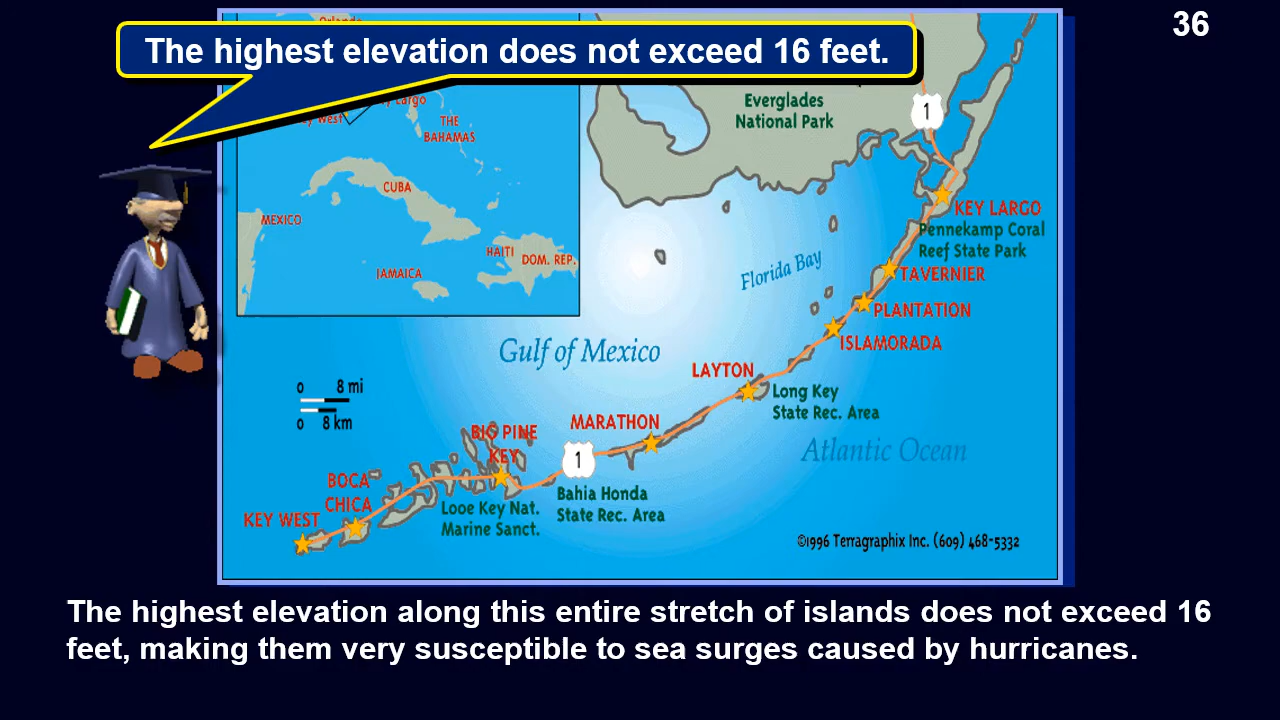 36
The highest elevation does not exceed 16 feet.
Everglades
National Park
1
THE
BAHAMAS
CUBA
MEXICO
HAITI
DOM. REP.
JAMAICA
KEY LARGO
Pennekamp Coral
Reef State Park
Florida Bay
TAVERNIER
PLANTATION
ISLAMORADA
Gulf of Mexico
LAYTON
Long Key
State Rec. Area
0 8 mi
0 8 km
MARATHON
Atlantic Ocean
BIG PINE
KEY
1
BOCA
CHICA
Bahia Honda
State Rec. Area
Looe Key Nat.
Marine Sanct.
KEY WEST
©1996 Terragraphix Inc. (609) 468-5332
The highest elevation along this entire stretch of islands does not exceed 16
feet, making them very susceptible to sea surges caused by hurricanes.